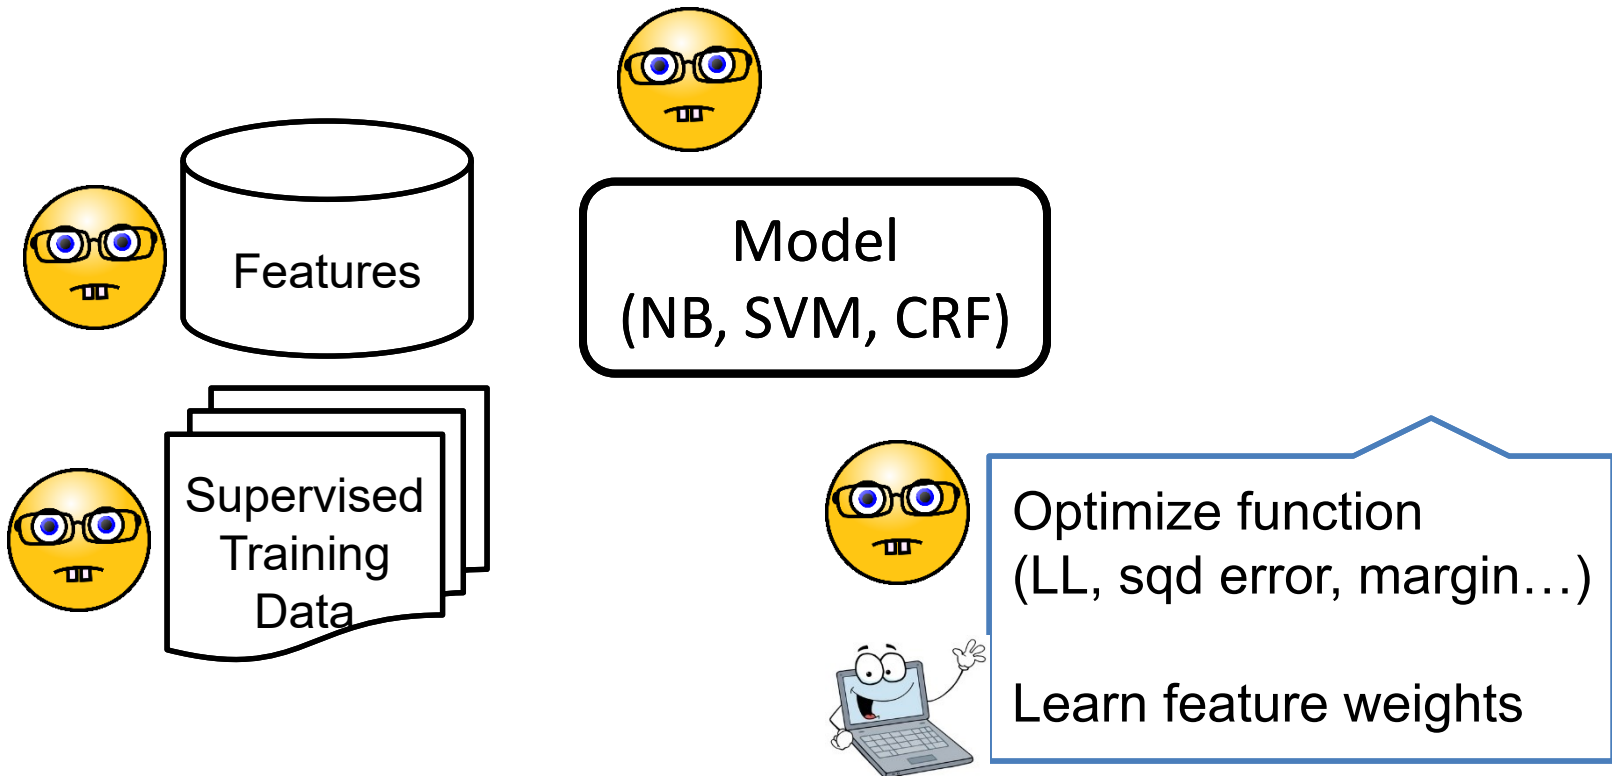 Features
Model
(NB, SVM, CRF)
Supervised
Training
Data
Optimize function
(LL, sqd error, margin…)
Learn feature weights